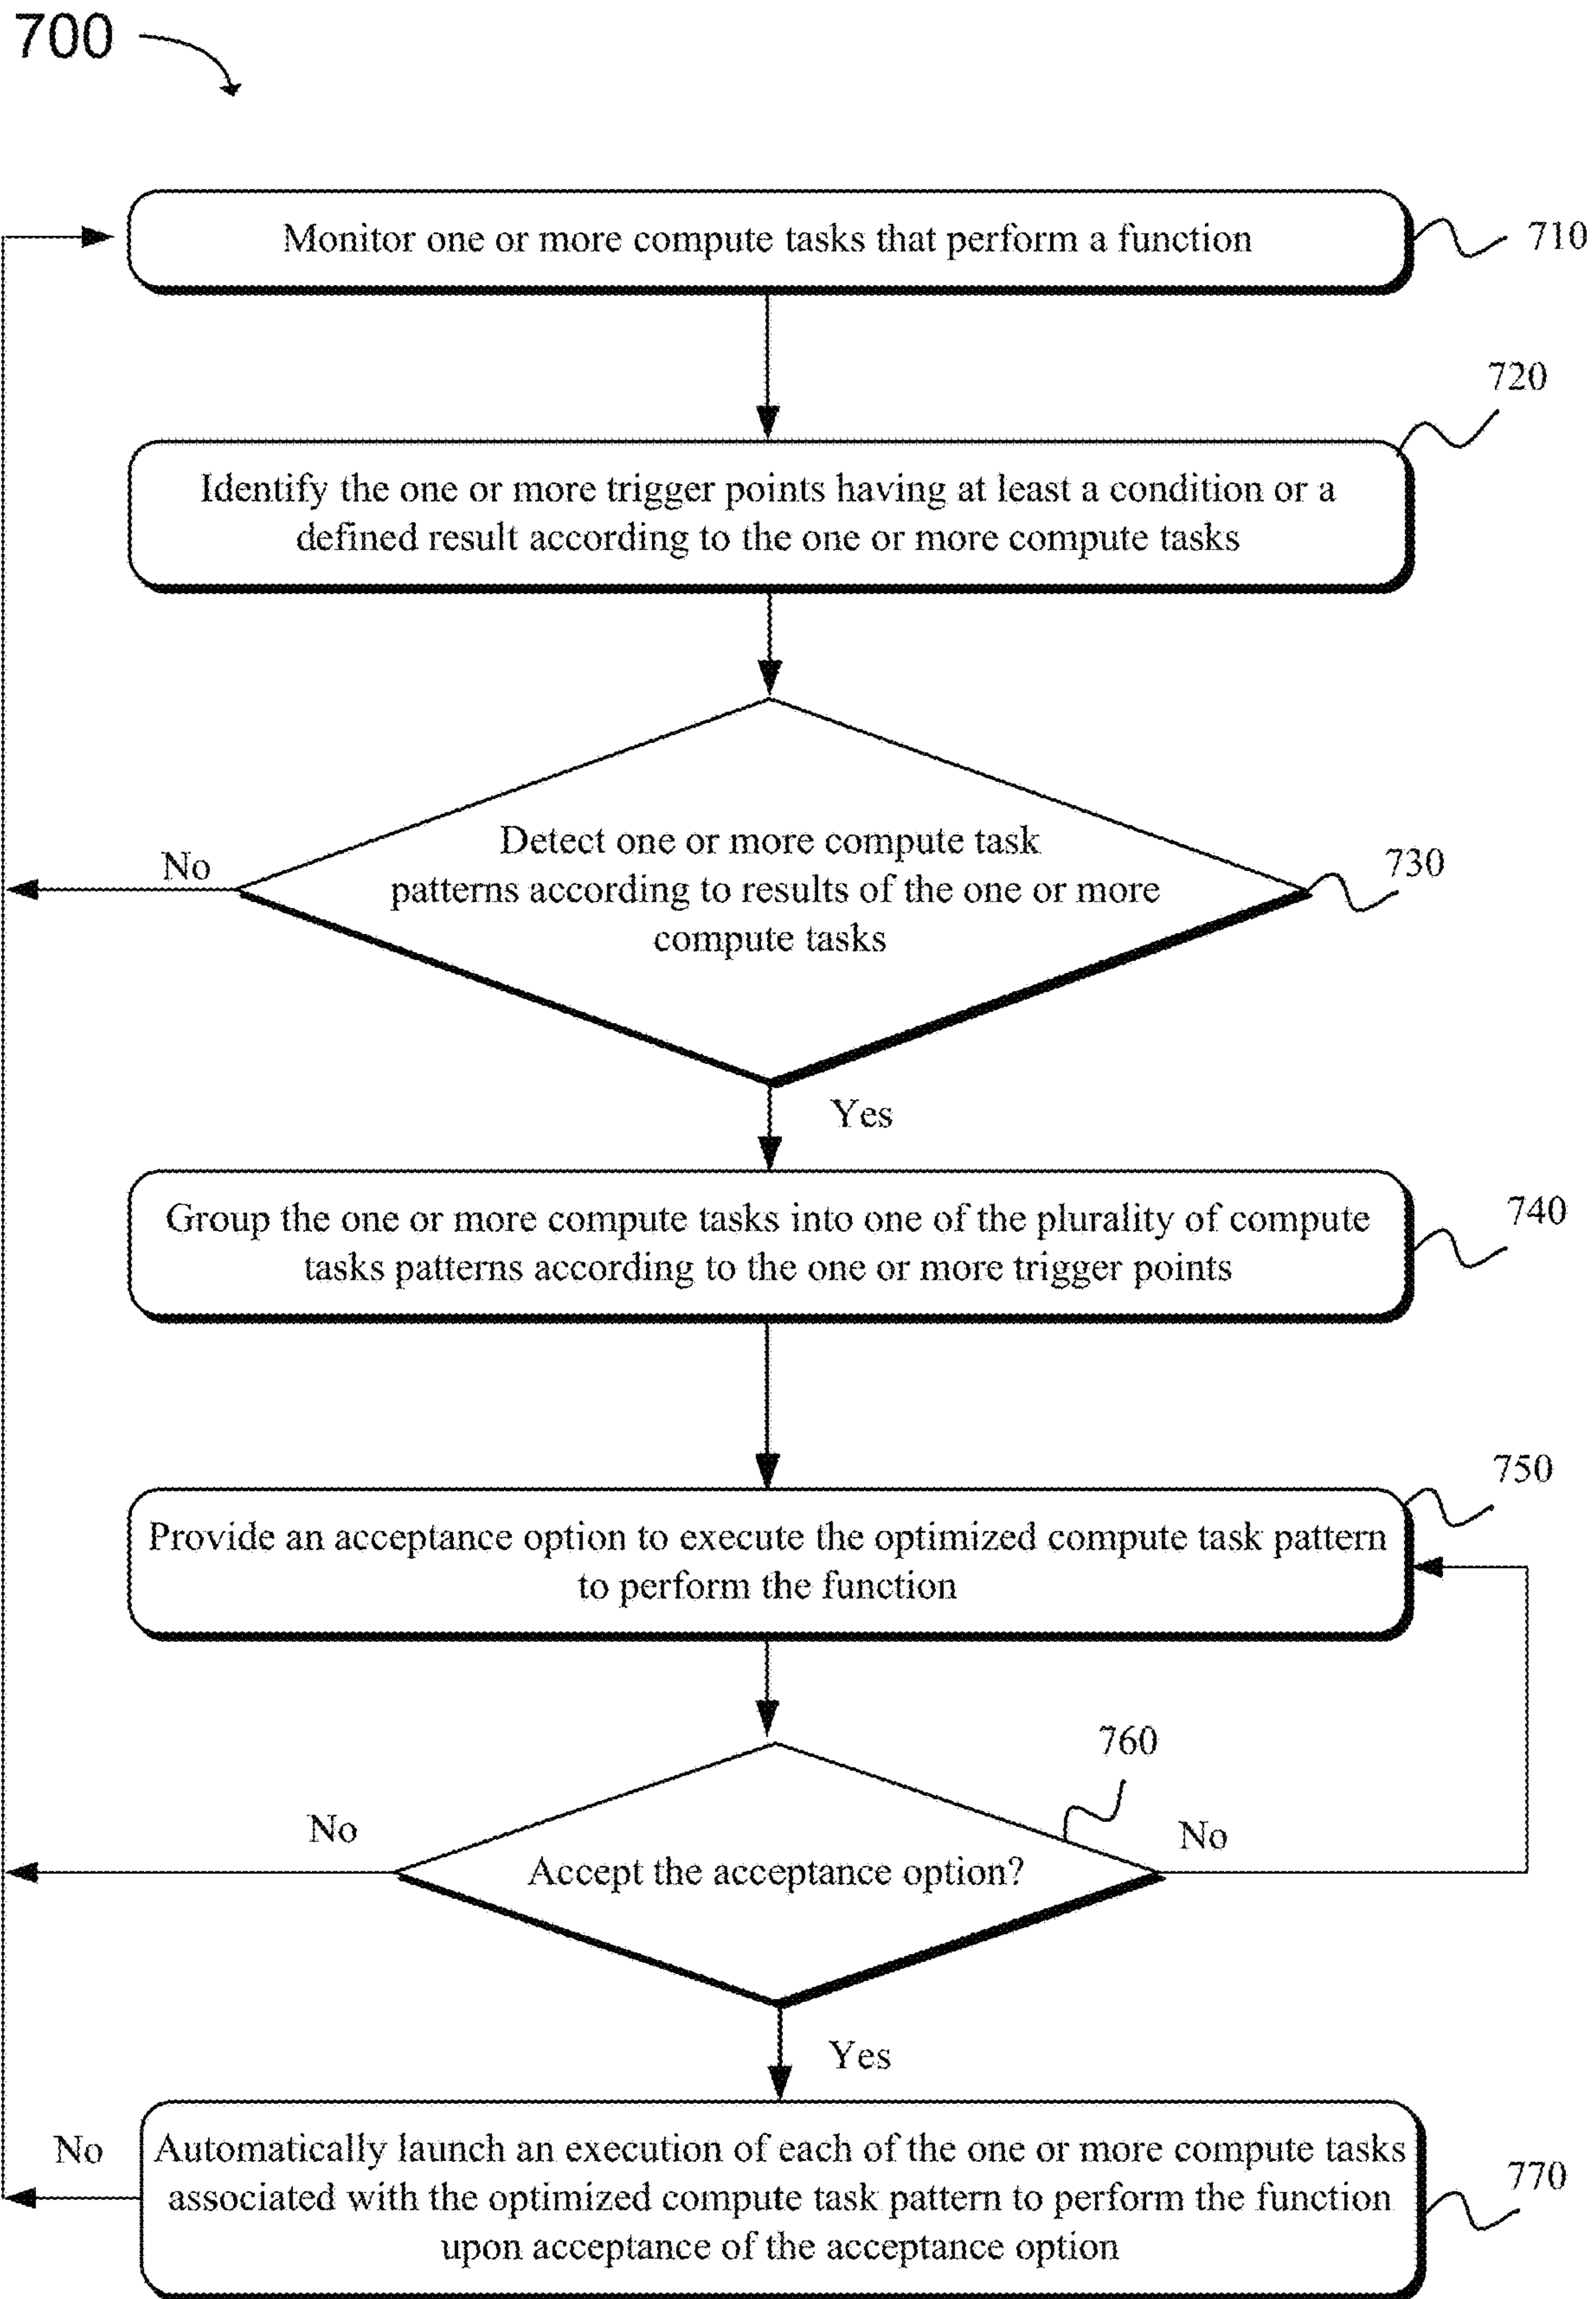 700
Monitor one or more compute tasks that perform a function
710
720
Identify the one or more trigger points having at least a condition or a
defined result according to the one or more compute tasks
No
Detect one or more compute task
patterns according to results of the one or more
compute tasks
730
Yes
Group the one or more compute tasks into one of the plurality of compute
tasks patterns according to the one or more trigger points
740
750
Provide an acceptance option to execute the optimized compute task pattern
to perform the function
760
No
Accept the acceptance option?
No
Yes
No
Automatically launch an execution of each of the one or more compute tasks
associated with the optimized compute task pattern to perform the function
upon acceptance of the acceptance option
770